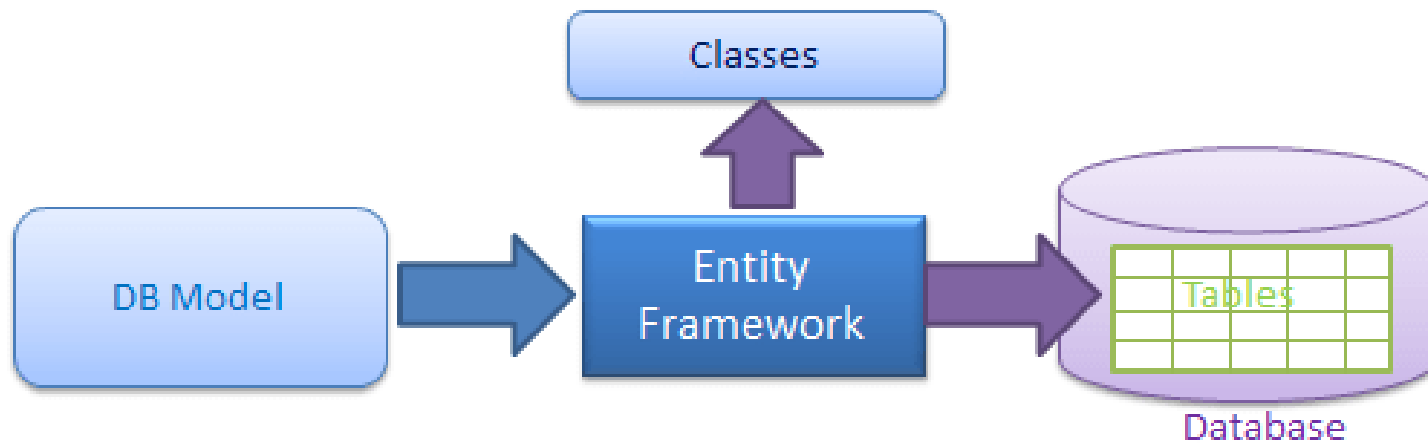 Classes
DB Model
Entity
Framework
Tables
Database